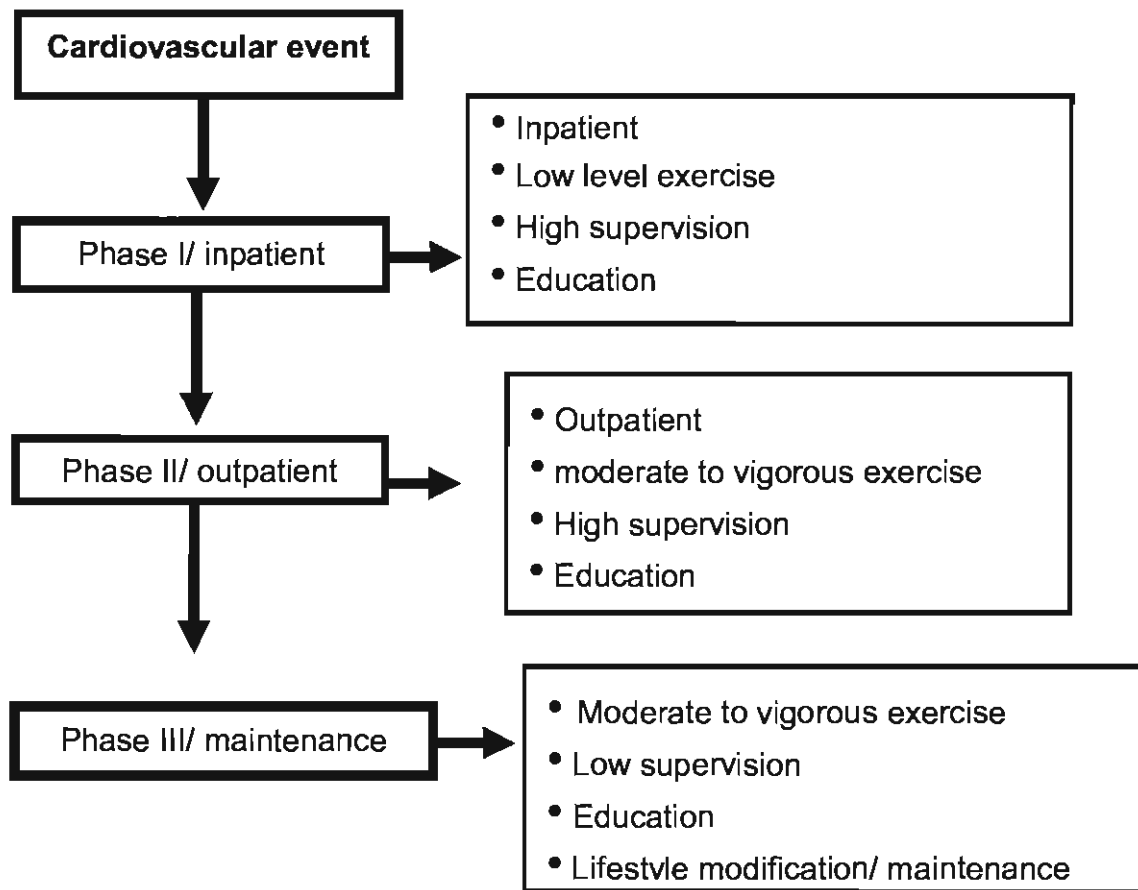 Cardiovascular event
• Inpatient
• Low level exercise
• High supervision
• Education
Phase I/ inpatient
• Outpatient
• moderate to vigorous exercise
• High supervision
• Education
Phase II/ outpatient
• Moderate to vigorous exercise
• Low supervision
• Education
• Lifestyle modification/ maintenance
Phase III/ maintenance